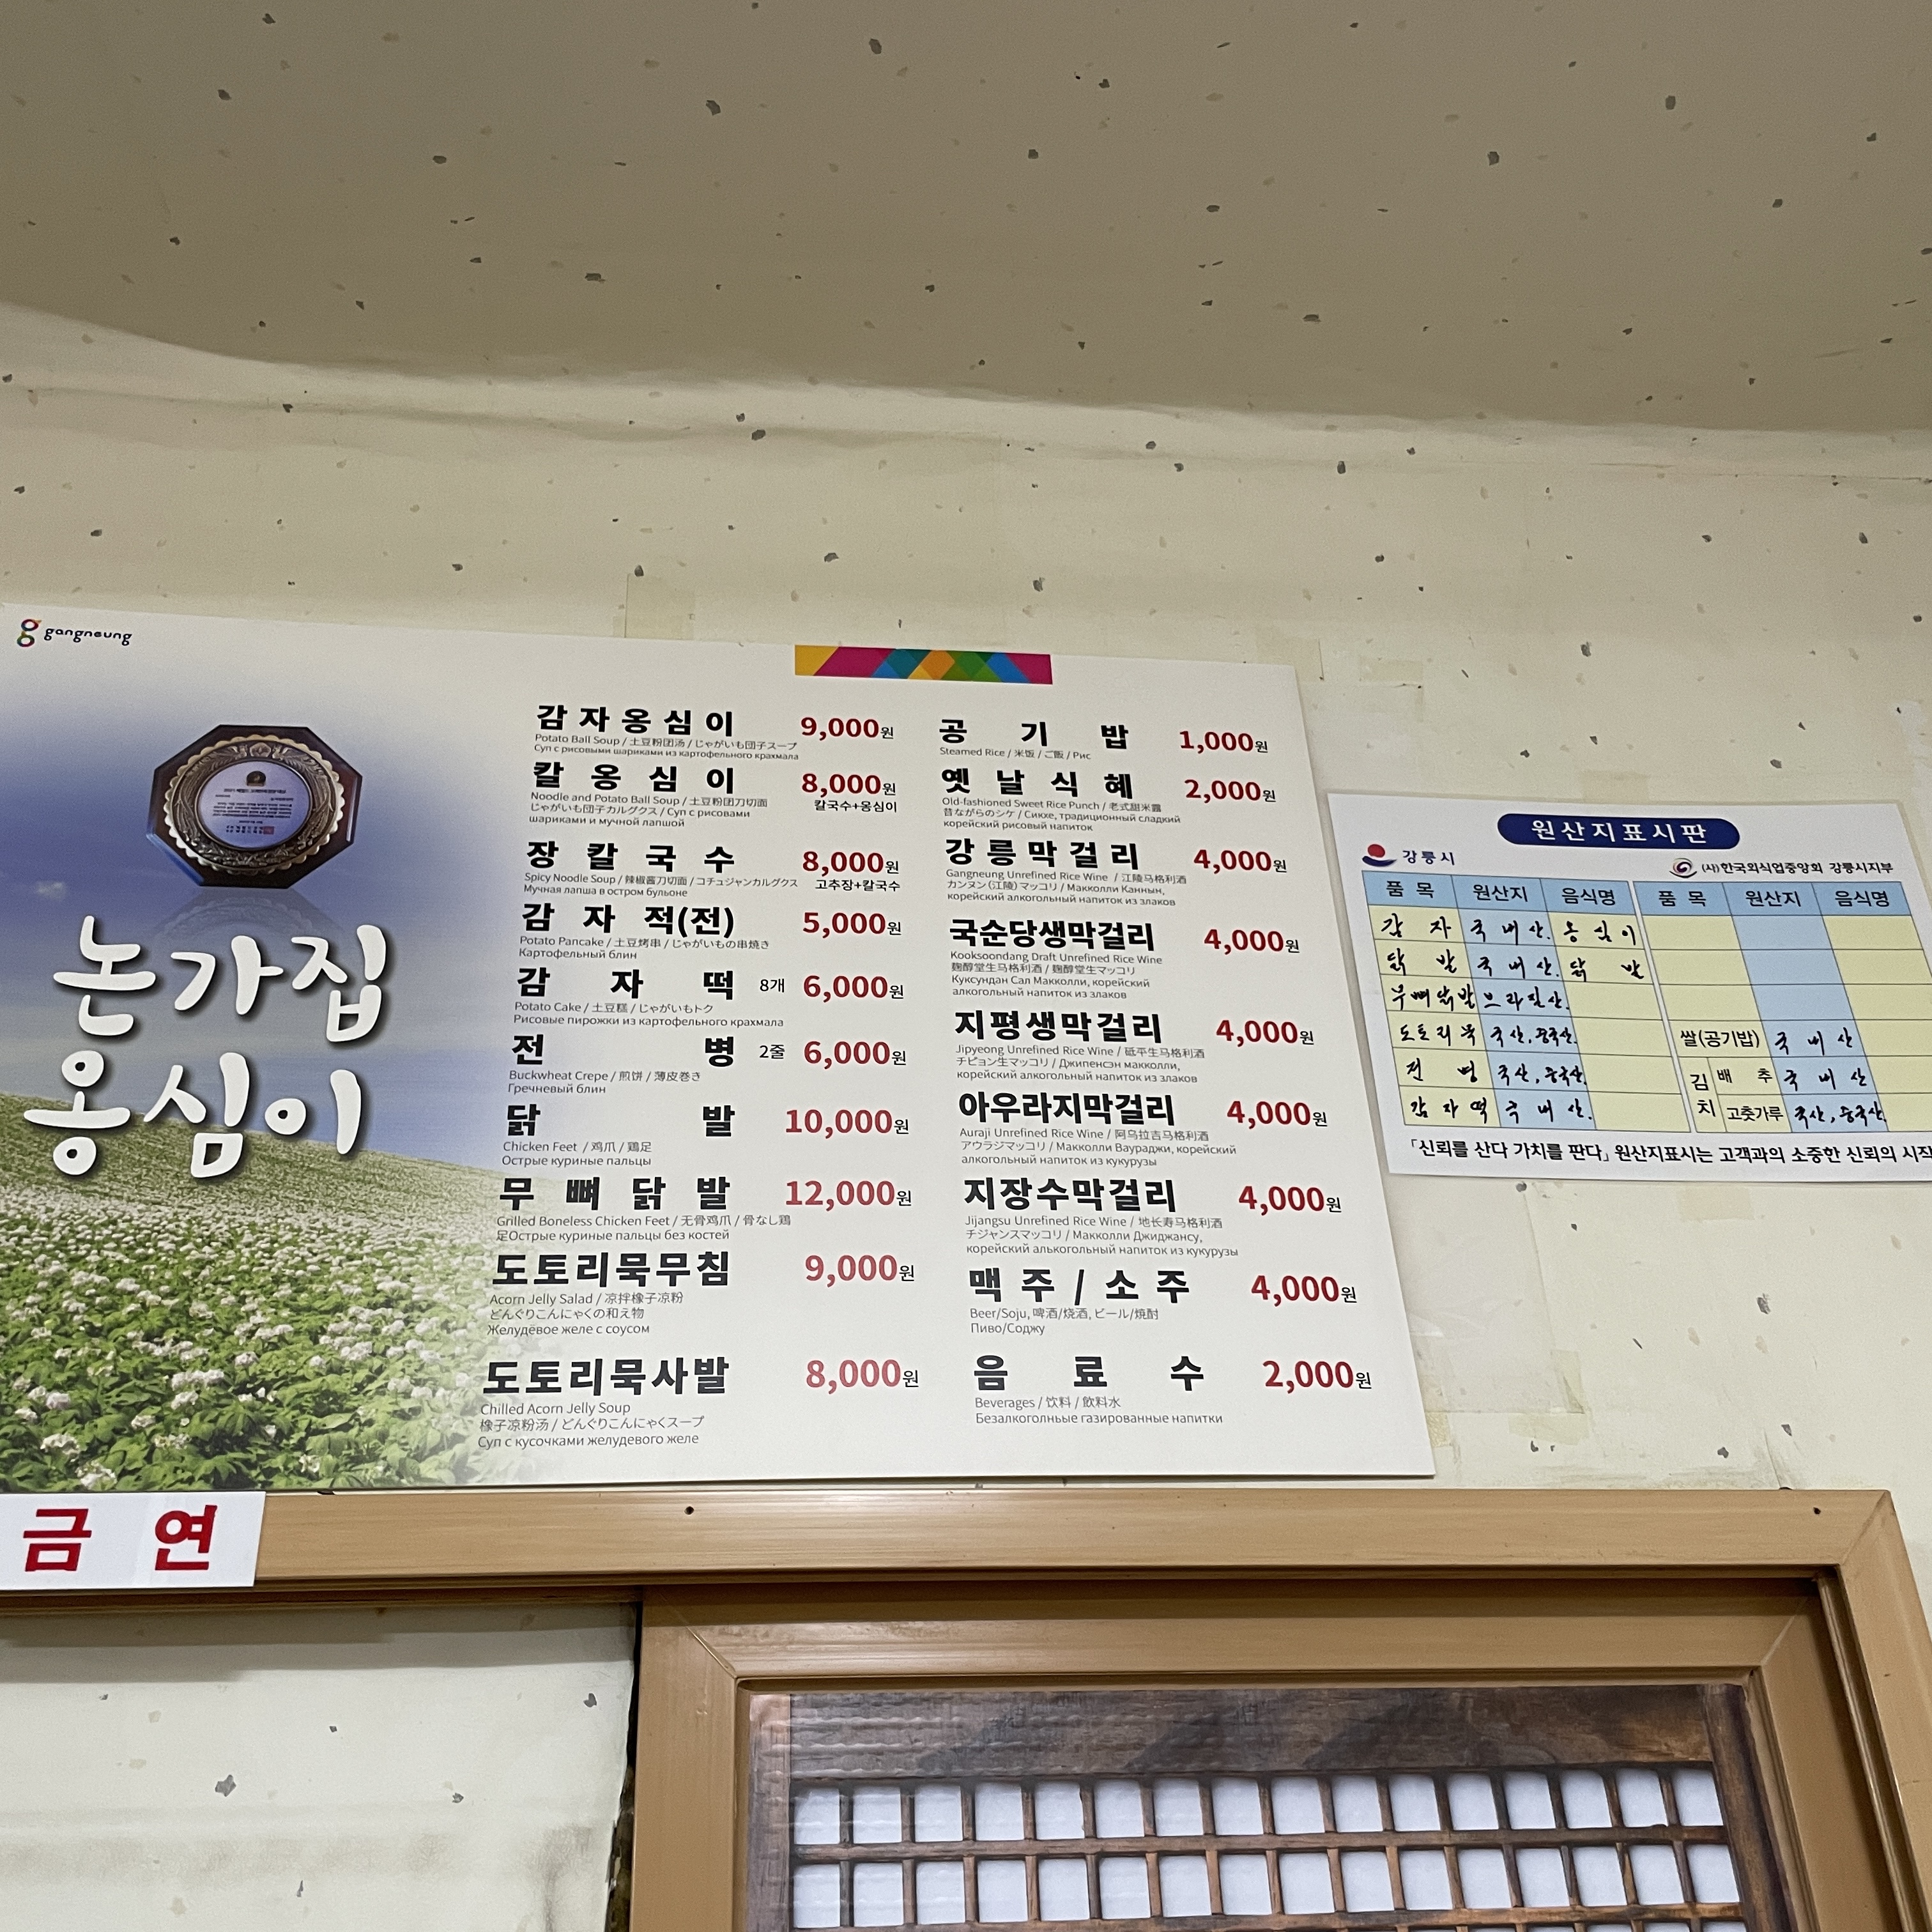 gangneung
논가집
옹심이
감자옹심이 9,000원
Potato Ball Soup / 土豆粉团汤 / じゃがいも団子スープ
Суп с рисовыми шариками из картофельного крахмала
칼옹심이 8,000원
Noodle and Potato Ball Soup / 土豆粉团刀切面
칼국수+옹심이
じゃがいも団子カルグクス / Суп с рисовами
шариками и мучной лапшой
장칼국수 8,000원
Spicy Noodle Soup / 辣椒酱刀切面 / コチュジャンカルグクス
고추장+칼국수
Мучная лапша в остром бульоне
감자적(전) 5,000원
Potato Pancake / 土豆烤串 / じゃがいもの串焼き
Картофельный блин
감자떡 8개 6,000원
Potato Cake / 土豆糕 / じゃがいもトク
Рисовые пирожки из картофельного крахмала
전병 2줄 6,000원
Buckwheat Crepe / 煎饼 / 薄皮巻き
Гречневый блин
닭발 10,000원
Chicken Feet / 鸡爪 / 鶏足
Острые куриные пальцы
무뼈닭발 12,000원
Grilled Boneless Chicken Feet / 无骨鸡爪 / 骨なし鶏
足Острые куриные пальцы без костей
도토리묵무침 9,000원
Acorn Jelly Salad / 凉拌橡子凉粉
どんぐりこんにゃくの和え物
Желудёвое желе с соусом
도토리묵사발 8,000원
Chilled Acorn Jelly Soup
橡子凉粉汤 / どんぐりこんにゃくスープ
Суп с кусочками желудевого желе
공기밥 1,000원
Steamed Rice / 米饭 / ご飯 / Рис
옛날식혜 2,000원
Old-fashioned Sweet Rice Punch / 老式甜米露
昔ながらのシケ / Сикхе, традиционный сладкий
корейский рисовый напиток
강릉막걸리 4,000원
Gangneung Unrefined Rice Wine / 江陵马格利酒
カンヌン(江陵)マッコリ / Макколли Каннын,
корейский алкогольный напиток из злаков
국순당생막걸리 4,000원
Kooksoondang Draft Unrefined Rice Wine
麹醇堂生马格利酒 / 麹醇堂生マッコリ
Куксундан Сал Макколли, корейский
алкогольный напиток из злаков
지평생막걸리 4,000원
Jipyeong Unrefined Rice Wine / 砥平生马格利酒
チピョン生マッコリ / Джипенсэн макколли,
корейский алкогольный напиток из злаков
아우라지막걸리 4,000원
Auraji Unrefined Rice Wine / 阿乌拉吉马格利酒
アウラジマッコリ / Макколли Ваураджи, корейский
алкогольный напиток из кукурузы
지장수막걸리 4,000원
Jijangsu Unrefined Rice Wine / 地长寿马格利酒
チジャンスマッコリ / Макколли Джиджансу,
корейский алькогольный напиток из кукурузы
맥주/소주 4,000원
Beer/Soju, 啤酒/烧酒, ビール/焼酎
Пиво/Соджу
음료수 2,000원
Beverages / 饮料 / 飲料水
Безалкоголньые газированные напитки
원산지표시판
강릉시
(사)한국외식업중앙회 강릉시지부
품목 원산지 음식명 품목 원산지 음식명
감자 국내산. 옹심이
닭발 국내산. 닭발
무뼈닭발 브라질산.
도토리묵 국산,중국산. 쌀(공기밥) 국내산
전병 국산,중국산. 김치 배추 국내산
감자떡 국내산. 고춧가루 국산,중국산
「신뢰를 산다 가치를 판다」 원산지표시는 고객과의 소중한 신뢰의 시작
금연